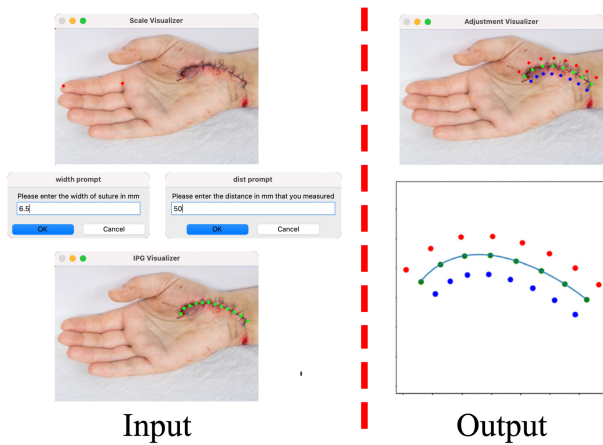 Scale Visualizer
width prompt
Please enter the width of suture in mm
6.5
OK Cancel
dist prompt
Please enter the distance in mm that you measured
50
OK Cancel
IPG Visualizer
Input
Adjustment Visualizer
Output